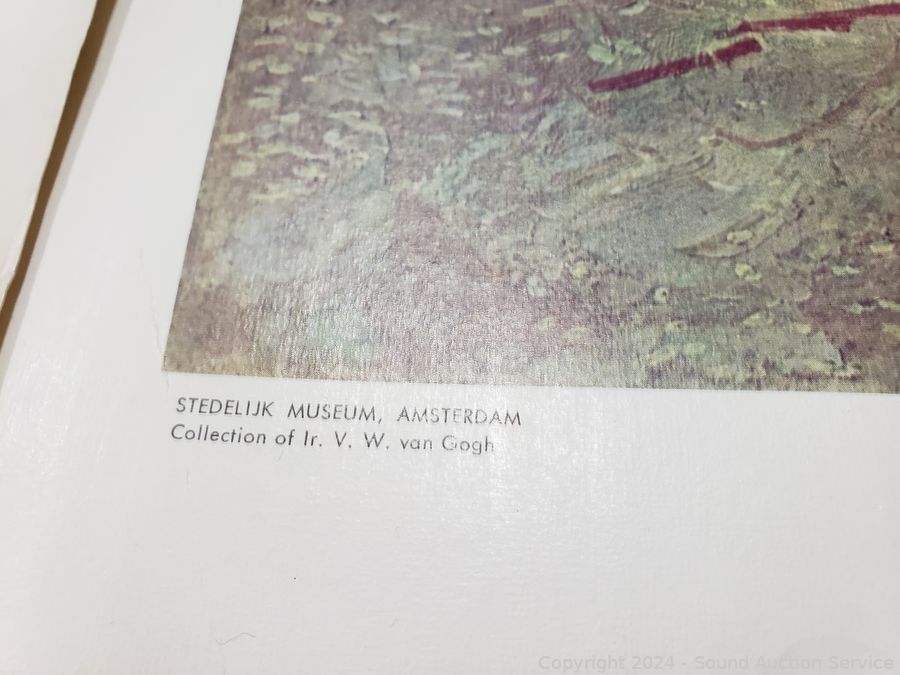 STEDELIJK MUSEUM, AMSTERDAM
Collection of Ir. V. W. van Gogh
Copyright 2024 - Sound Auction Service